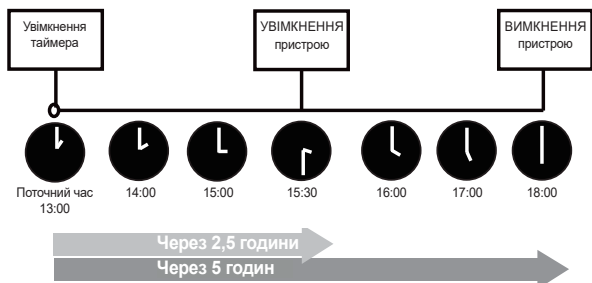 Увімкнення
таймера
УВІМКНЕННЯ
пристрою
ВИМКНЕННЯ
пристрою
Поточний час
13:00
14:00
15:00
15:30
16:00
17:00
18:00
Через 2,5 години
Через 5 годин